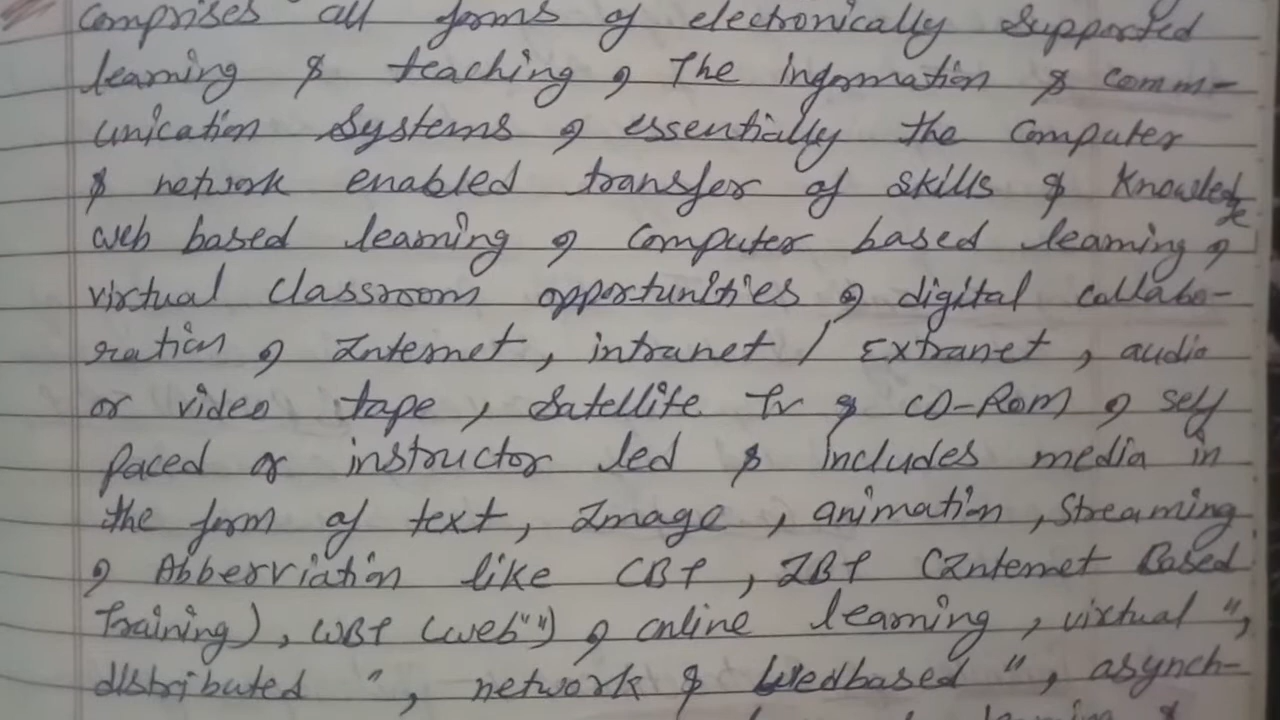 Comprises all forms of electronically Supported
learning & teaching , The information & comm-
unication Systems , essentially the Computer
& network enabled transfer of skills & Knowledge
web based learning , Computer based learning ,
virtual classroom opportunities , digital collabo-
ration , Internet, intranet / Extranet, audio
or video tape, Satellite Tv & CD-Rom , self
paced or instructor led & includes media in
the form of text, Image, animation, Streaming
, Abberviation like CBT, IBT (Internet Based
Training), WBT (web " ") , online learning, virtual ",
distributed ", network & webbased ", asynch-